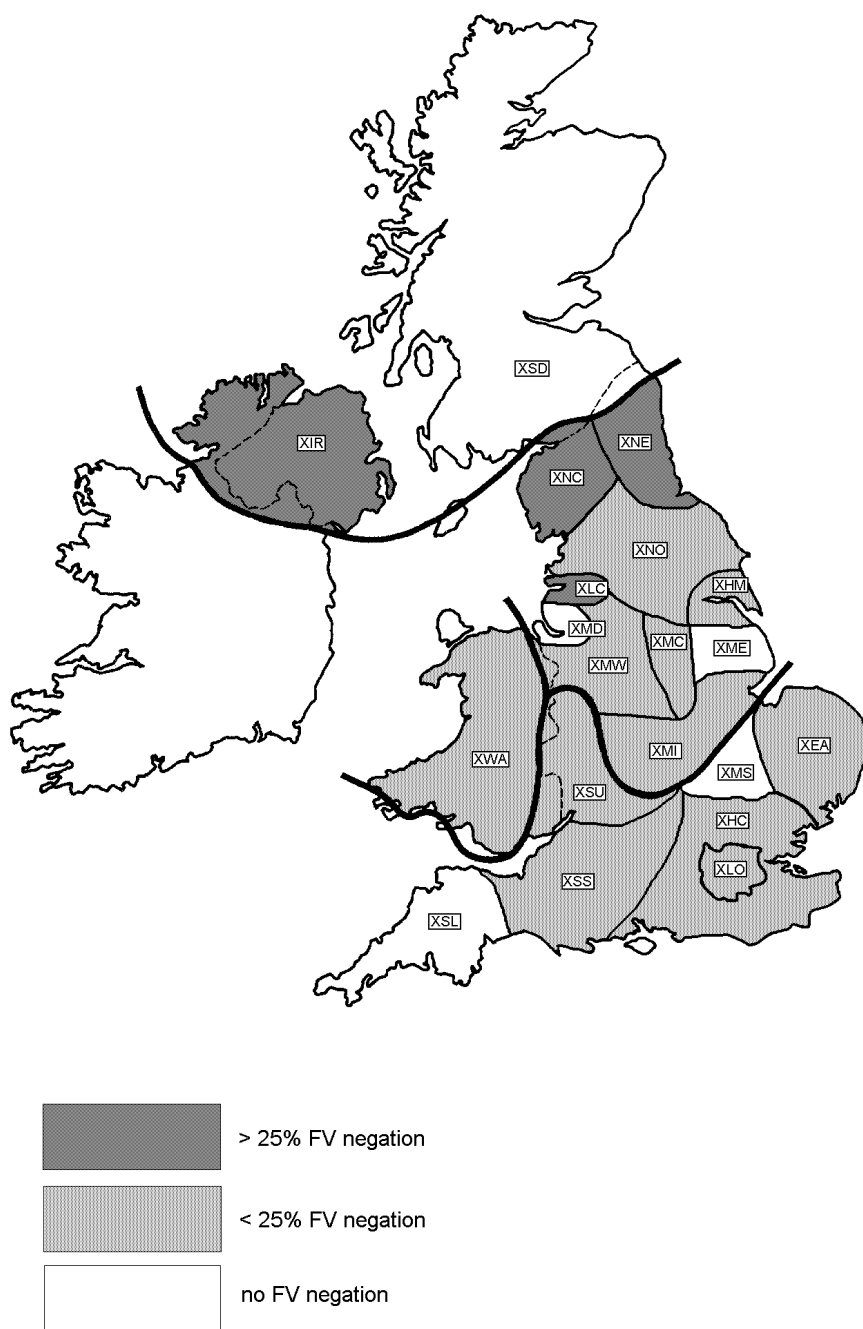 XSD
XIR
XNE
XNC
XNO
XLC
XHM
XMD
XMC
XME
XMW
XWA
XMI
XEA
XMS
XSU
XHC
XLO
XSS
XSL
> 25% FV negation
< 25% FV negation
no FV negation